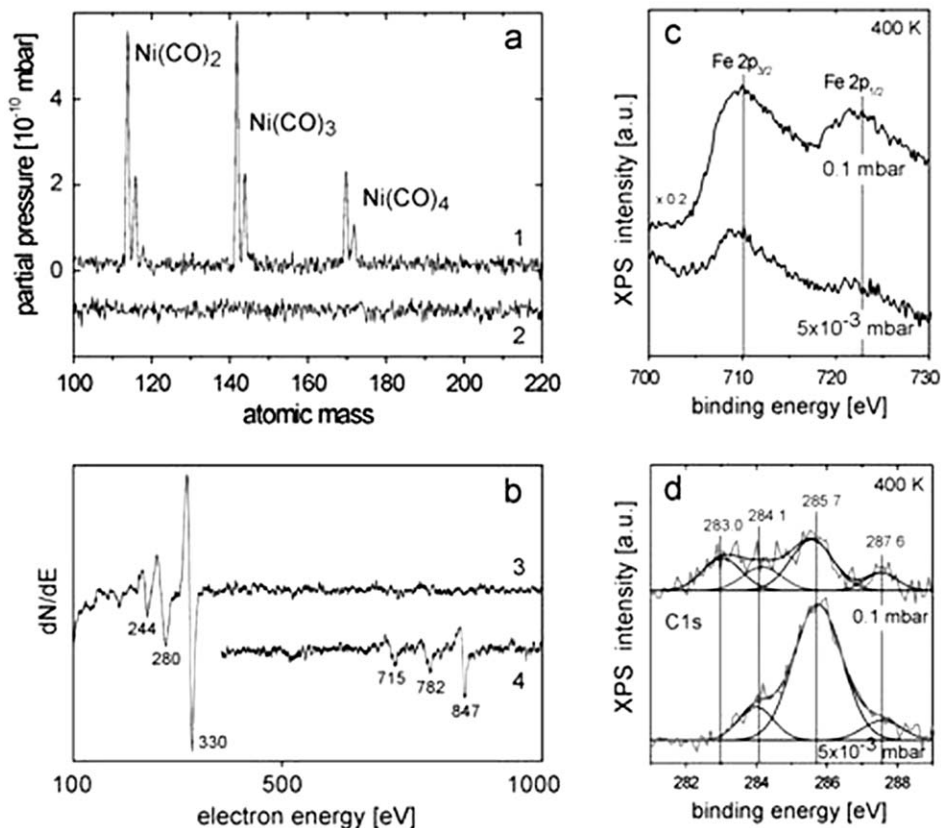 a
Ni(CO)2
Ni(CO)3
Ni(CO)4
1
2
4
2
0
partial pressure [10⁻¹⁰ mbar]
100 120 140 160 180 200 220
atomic mass
c
400 K
Fe 2p3/2
Fe 2p1/2
0.1 mbar
x 0.2
5x10⁻³ mbar
XPS intensity [a.u.]
700 710 720 730
binding energy [eV]
b
3
244
280
330
4
715
782
847
dN/dE
100 500 1000
electron energy [eV]
d
400 K
283.0
284.1
285.7
287.6
0.1 mbar
C1s
5x10⁻³ mbar
XPS intensity [a.u.]
282 284 286 288
binding energy [eV]